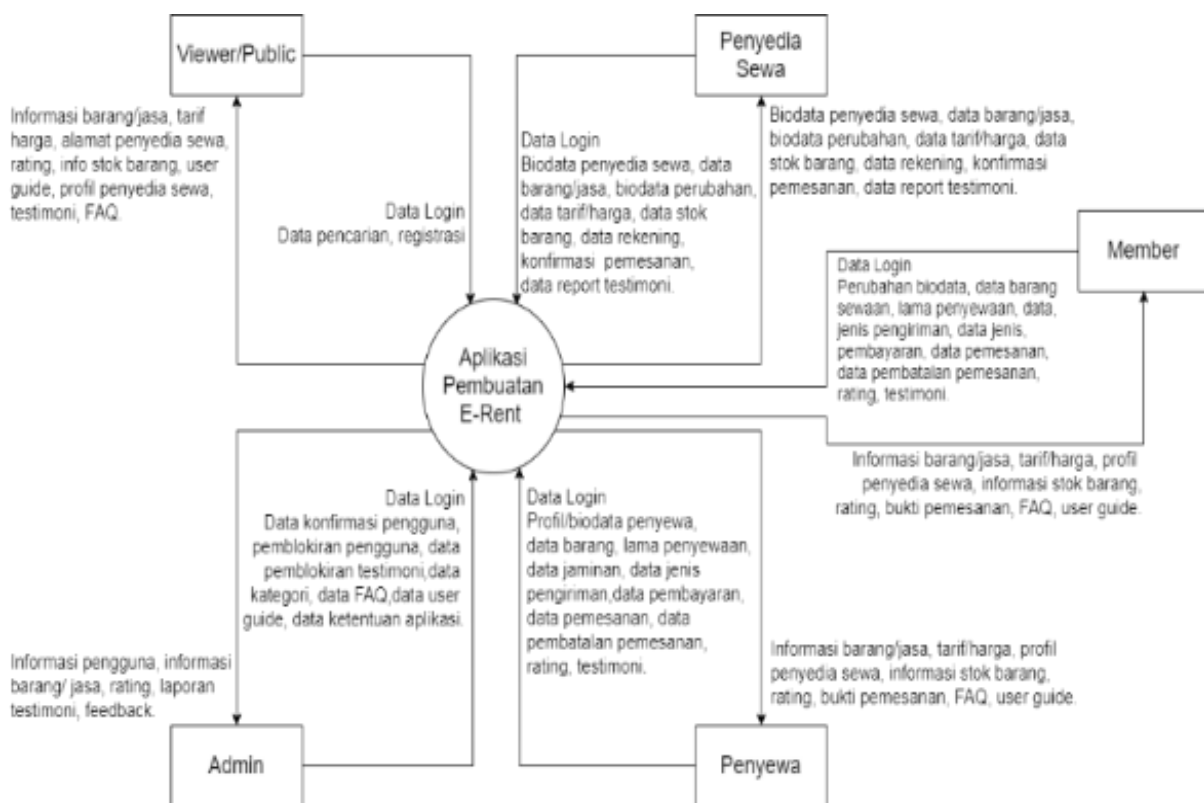 Viewer/Public
Penyedia
Sewa
Informasi barang/jasa, tarif
harga, alamat penyedia sewa,
rating, info stok barang, user
guide, profil penyedia sewa,
testimoni, FAQ.
Data Login
Data pencarian, registrasi
Data Login
Biodata penyedia sewa, data
barang/jasa, biodata perubahan,
data tarif/harga, data stok
barang, data rekening,
konfirmasi pemesanan,
data report testimoni.
Biodata penyedia sewa, data barang/jasa,
biodata perubahan, data tarif/harga, data
stok barang, data rekening, konfirmasi
pemesanan, data report testimoni.
Member
Data Login
Perubahan biodata, data barang
sewaan, lama penyewaan, data,
jenis pengiriman, data jenis,
pembayaran, data pemesanan,
data pembatalan pemesanan,
rating, testimoni.
Aplikasi
Pembuatan
E-Rent
Informasi barang/jasa, tarif/harga, profil
penyedia sewa, informasi stok barang,
rating, bukti pemesanan, FAQ, user guide.
Data Login
Data konfirmasi pengguna,
pemblokiran pengguna, data
pemblokiran testimoni,data
kategori, data FAQ,data user
guide, data ketentuan aplikasi.
Data Login
Profil/biodata penyewa,
data barang, lama penyewaan,
data jaminan, data jenis
pengiriman,data pembayaran,
data pemesanan, data
pembatalan pemesanan,
rating, testimoni.
Informasi pengguna, informasi
barang/ jasa, rating, laporan
testimoni, feedback.
Informasi barang/jasa, tarif/harga, profil
penyedia sewa, informasi stok barang,
rating, bukti pemesanan, FAQ, user guide.
Admin
Penyewa